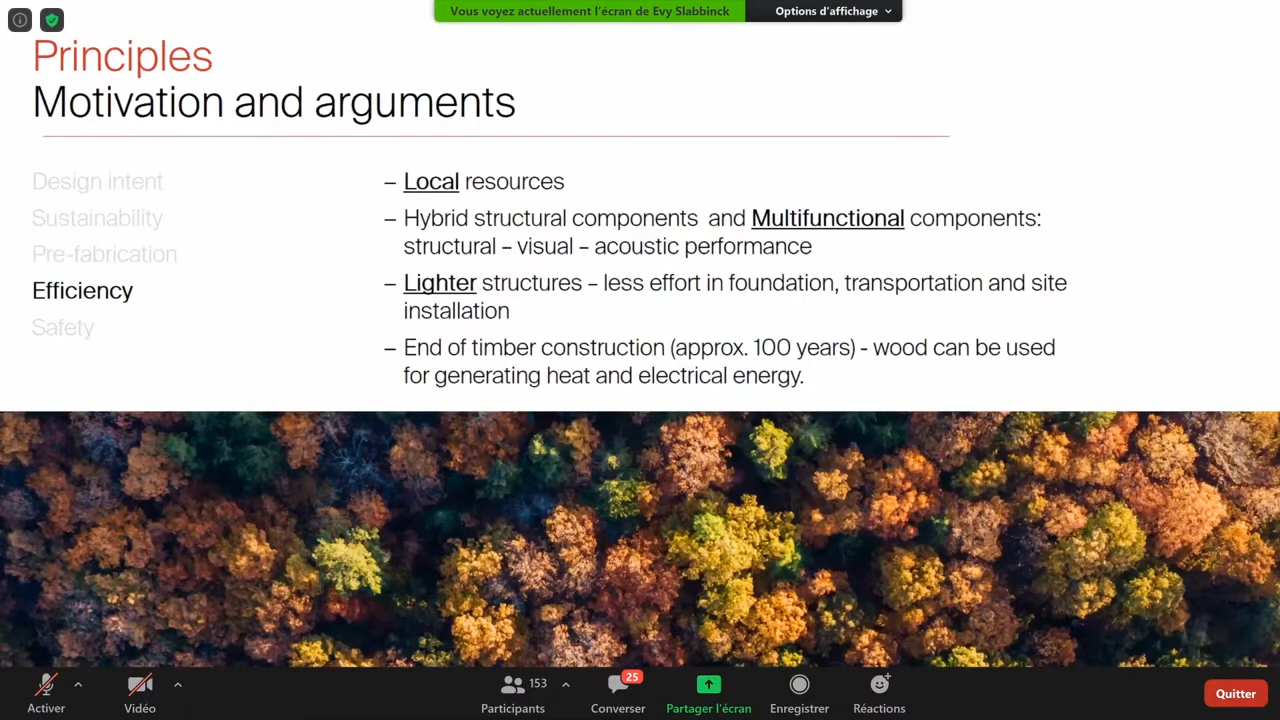 Vous voyez actuellement l'écran de Evy Slabbinck
Options d'affichage
Principles
Motivation and arguments
Design intent
Sustainability
Pre-fabrication
Efficiency
Safety
– Local resources
– Hybrid structural components and Multifunctional components:
structural – visual – acoustic performance
– Lighter structures – less effort in foundation, transportation and site
installation
– End of timber construction (approx. 100 years) - wood can be used
for generating heat and electrical energy.
Activer
Vidéo
153
Participants
25
Converser
Partager l'écran
Enregistrer
Réactions
Quitter